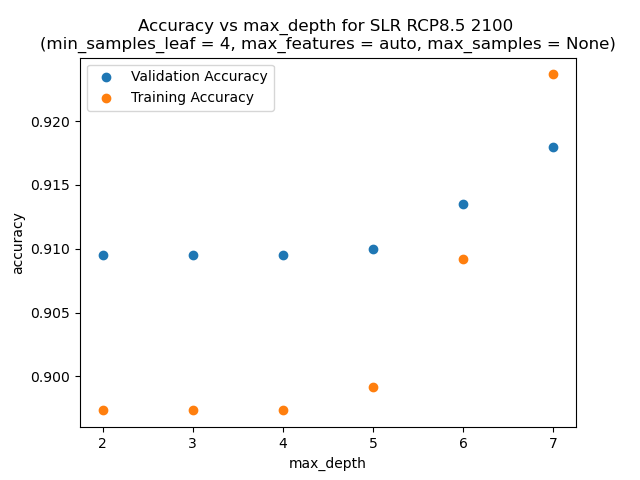 Accuracy vs max_depth for SLR RCP8.5 2100
(min_samples_leaf = 4, max_features = auto, max_samples = None)
Validation Accuracy
Training Accuracy
0.920
0.915
0.910
0.905
0.900
accuracy
2 3 4 5 6 7
max_depth